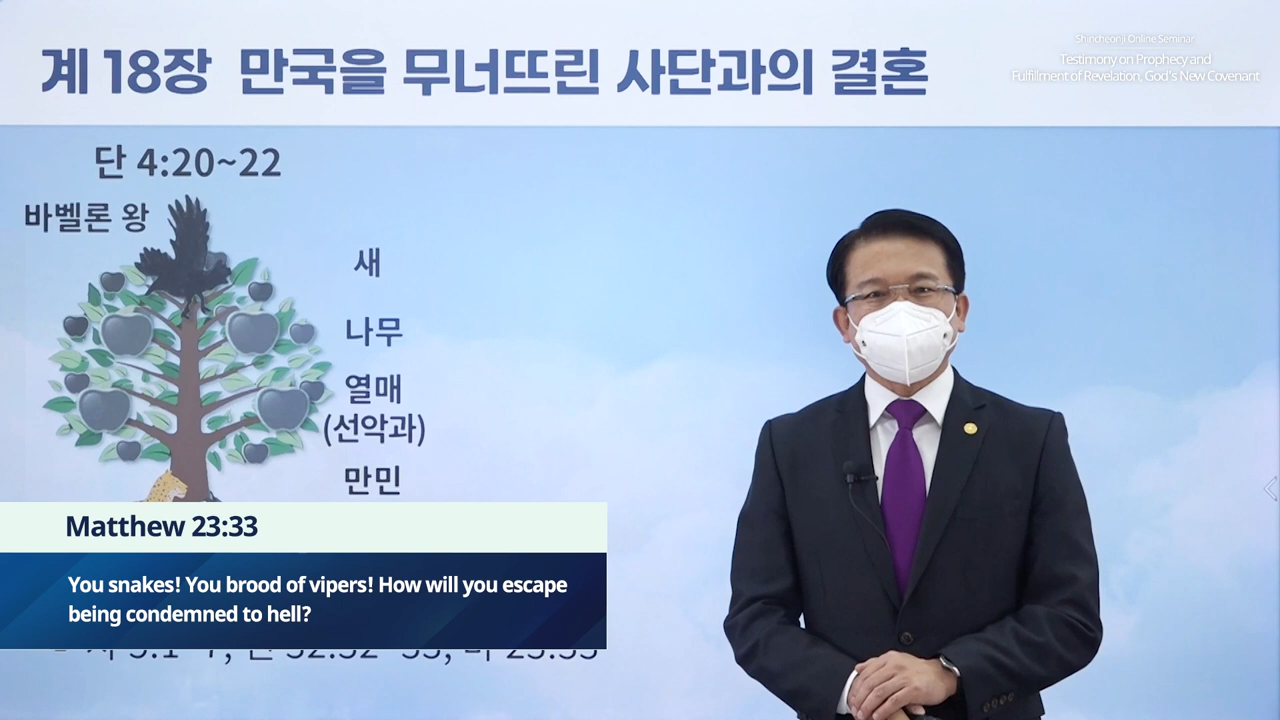 계 18장 만국을 무너뜨린 사단과의 결혼
Shincheonji Online Seminar
Testimony on Prophecy and
Fulfillment of Revelation, God's New Covenant
단 4:20~22
바벨론 왕
새
나무
열매
(선악과)
만민
Matthew 23:33
You snakes! You brood of vipers! How will you escape
being condemned to hell?